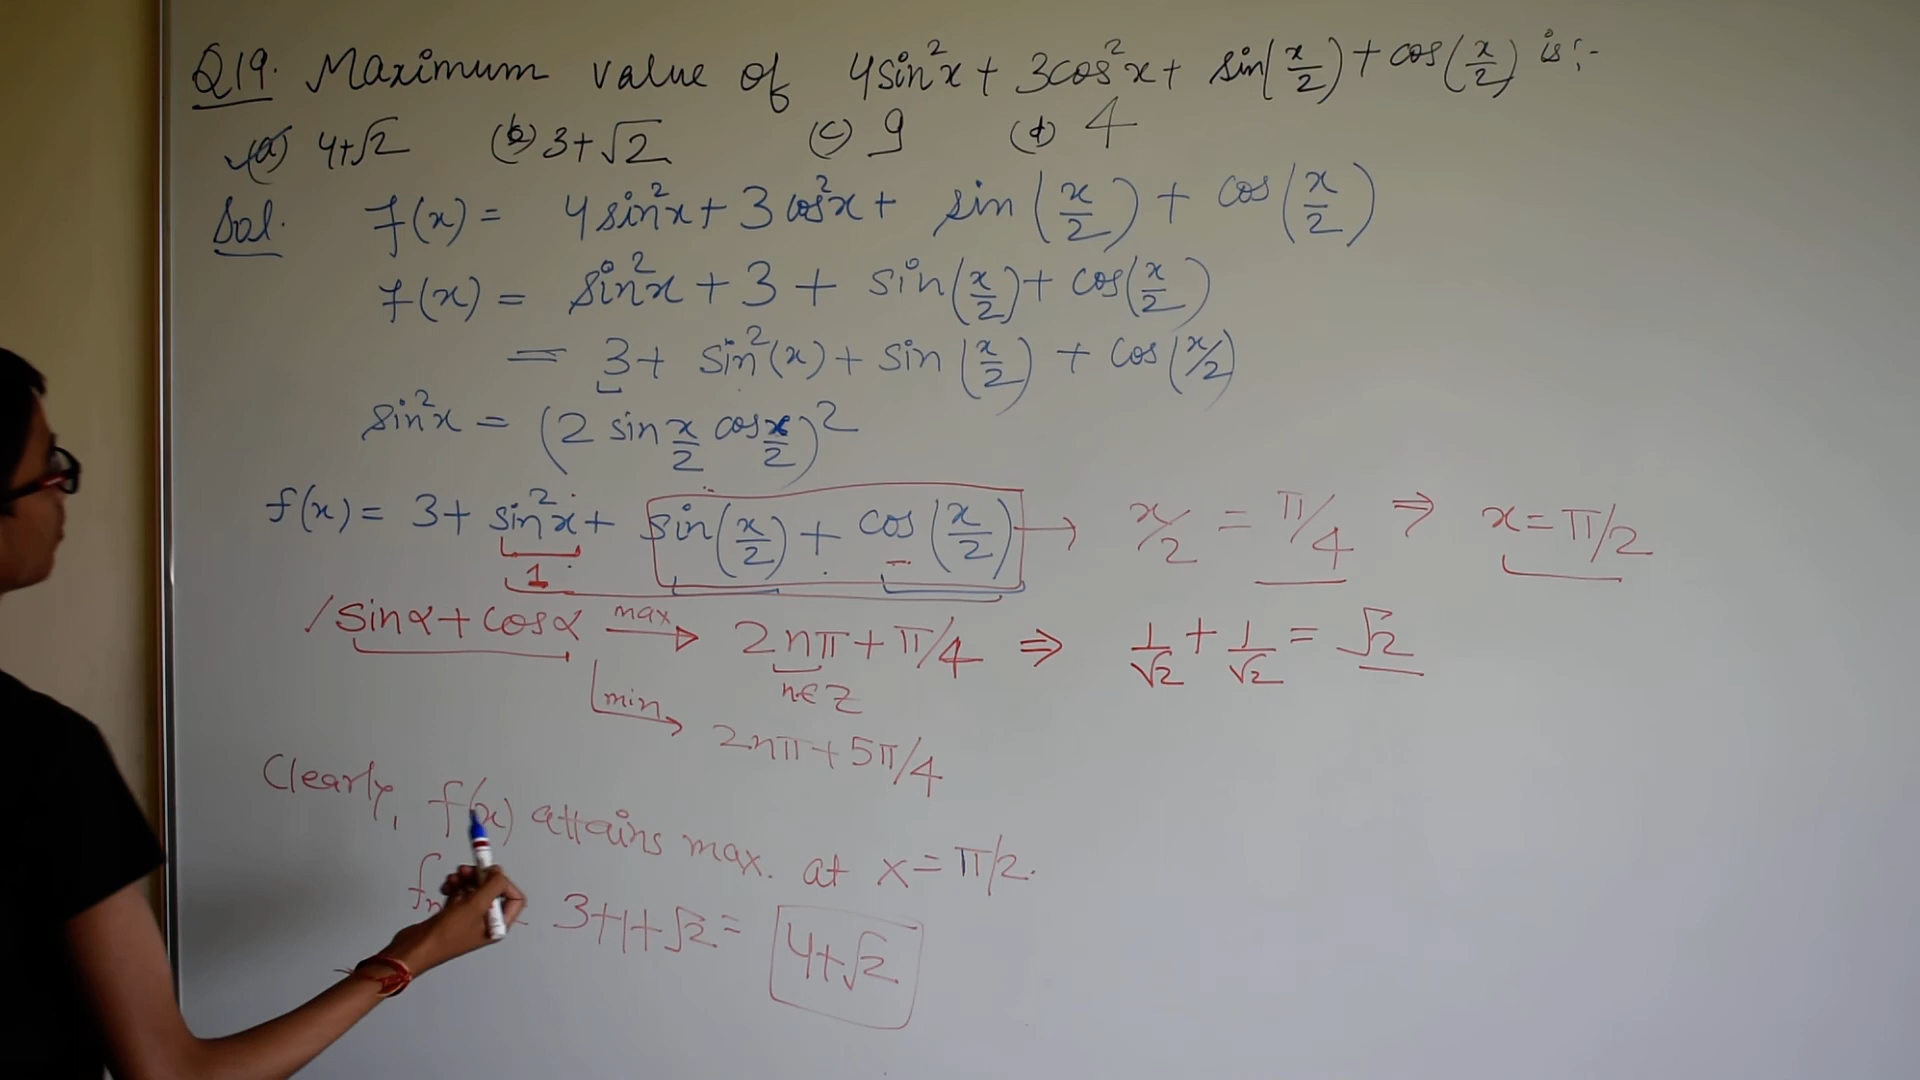 Q19. Maximum value of 4sin²x + 3cos²x + sin(x/2) + cos(x/2) is :-
(a) 4+√2 (b) 3+√2 (c) 9 (d) 4
Sol. f(x) = 4sin²x + 3cos²x + sin(x/2) + cos(x/2)
f(x) = sin²x + 3 + sin(x/2) + cos(x/2)
= 3 + sin²(x) + sin(x/2) + cos(x/2)
sin²x = (2 sin x/2 cos x/2)²
f(x) = 3 + sin²x + sin(x/2) + cos(x/2) → x/2 = π/4 ⇒ x = π/2
1
sinα + cosα max → 2nπ + π/4 ⇒ 1/√2 + 1/√2 = √2
n∈Z
min → 2nπ + 5π/4
Clearly, f(x) attains max. at x = π/2.
3+1+√2 = 4+√2